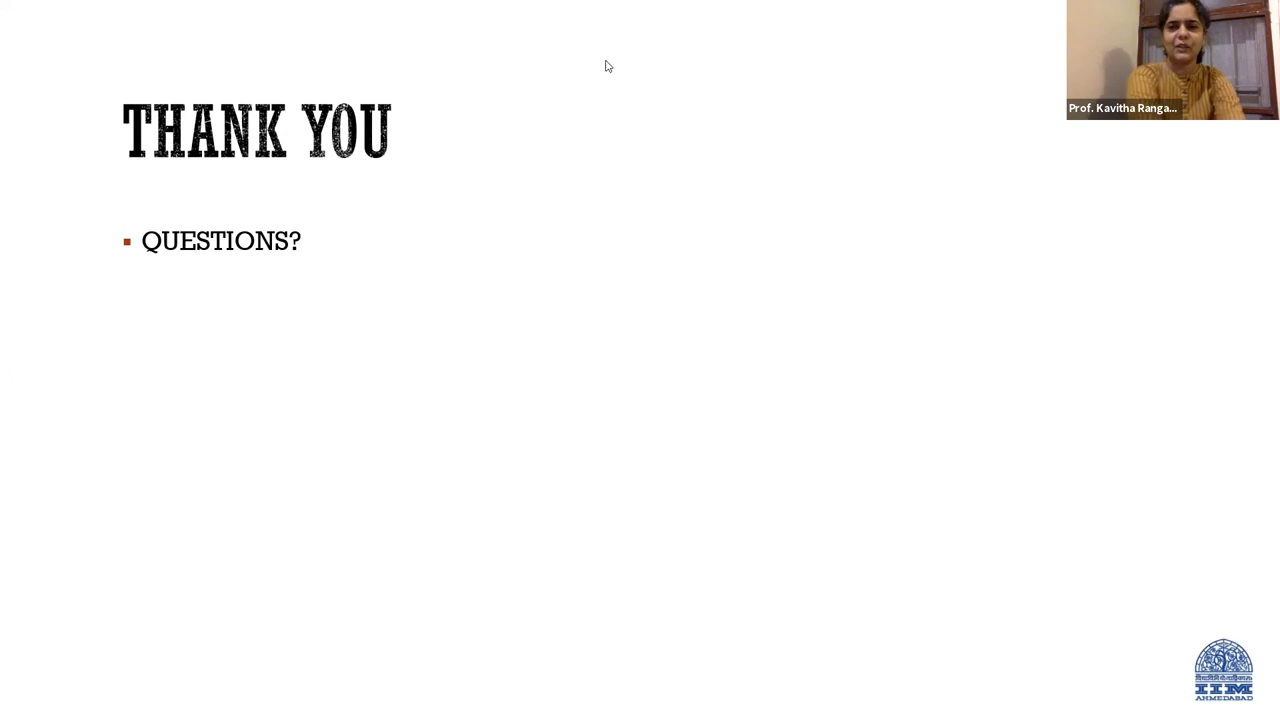 Prof. Kavitha Ranga...
THANK YOU
QUESTIONS?
IIM
AHMEDABAD